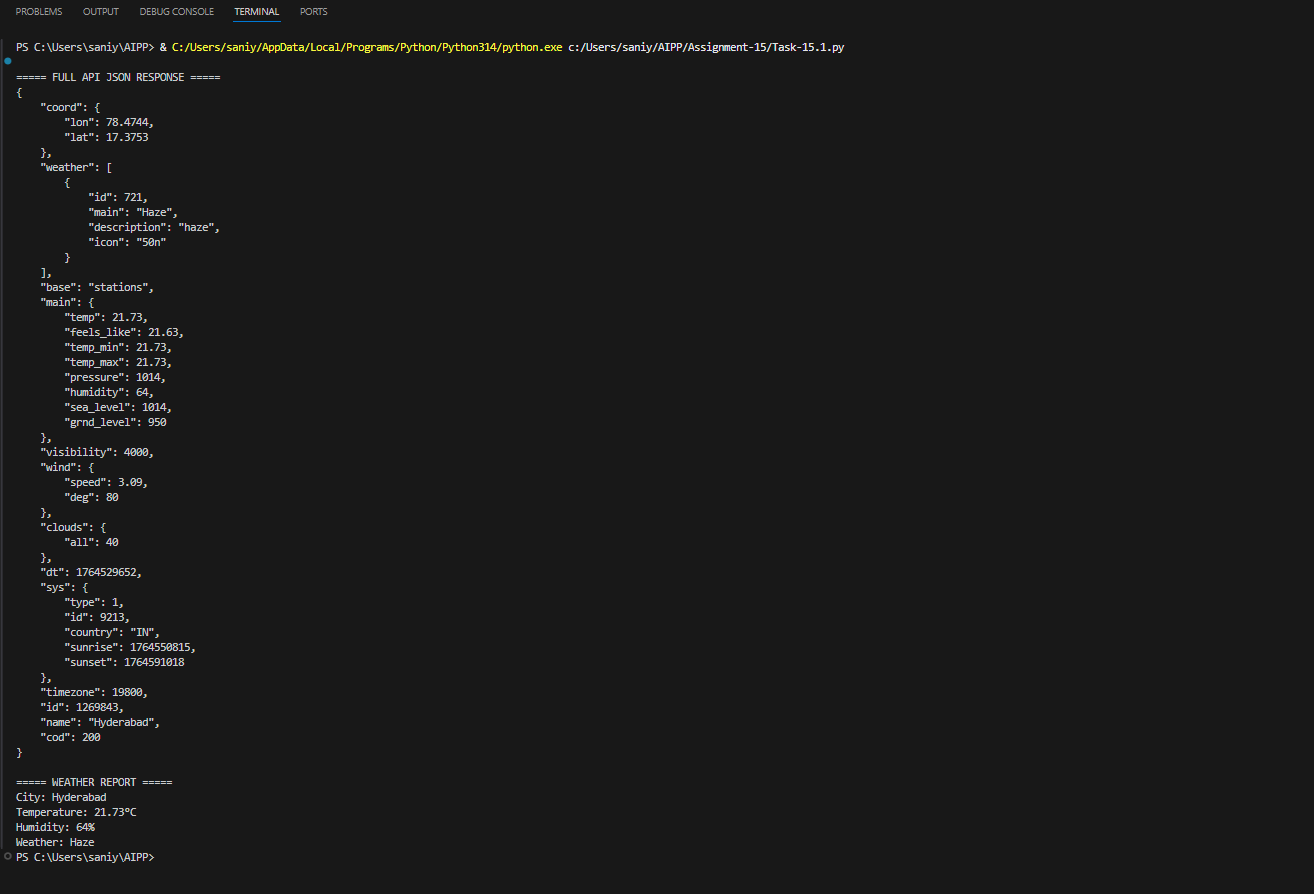 PROBLEMS OUTPUT DEBUG CONSOLE TERMINAL PORTS
PS C:\Users\saniy\AIPP> & C:/Users/saniy/AppData/Local/Programs/Python/Python314/python.exe c:/Users/saniy/AIPP/Assignment-15/Task-15.1.py
===== FULL API JSON RESPONSE =====
{
    "coord": {
        "lon": 78.4744,
        "lat": 17.3753
    },
    "weather": [
        {
            "id": 721,
            "main": "Haze",
            "description": "haze",
            "icon": "50n"
        }
    ],
    "base": "stations",
    "main": {
        "temp": 21.73,
        "feels_like": 21.63,
        "temp_min": 21.73,
        "temp_max": 21.73,
        "pressure": 1014,
        "humidity": 64,
        "sea_level": 1014,
        "grnd_level": 950
    },
    "visibility": 4000,
    "wind": {
        "speed": 3.09,
        "deg": 80
    },
    "clouds": {
        "all": 40
    },
    "dt": 1764529652,
    "sys": {
        "type": 1,
        "id": 9213,
        "country": "IN",
        "sunrise": 1764550815,
        "sunset": 1764591018
    },
    "timezone": 19800,
    "id": 1269843,
    "name": "Hyderabad",
    "cod": 200
}
===== WEATHER REPORT =====
City: Hyderabad
Temperature: 21.73°C
Humidity: 64%
Weather: Haze
PS C:\Users\saniy\AIPP>